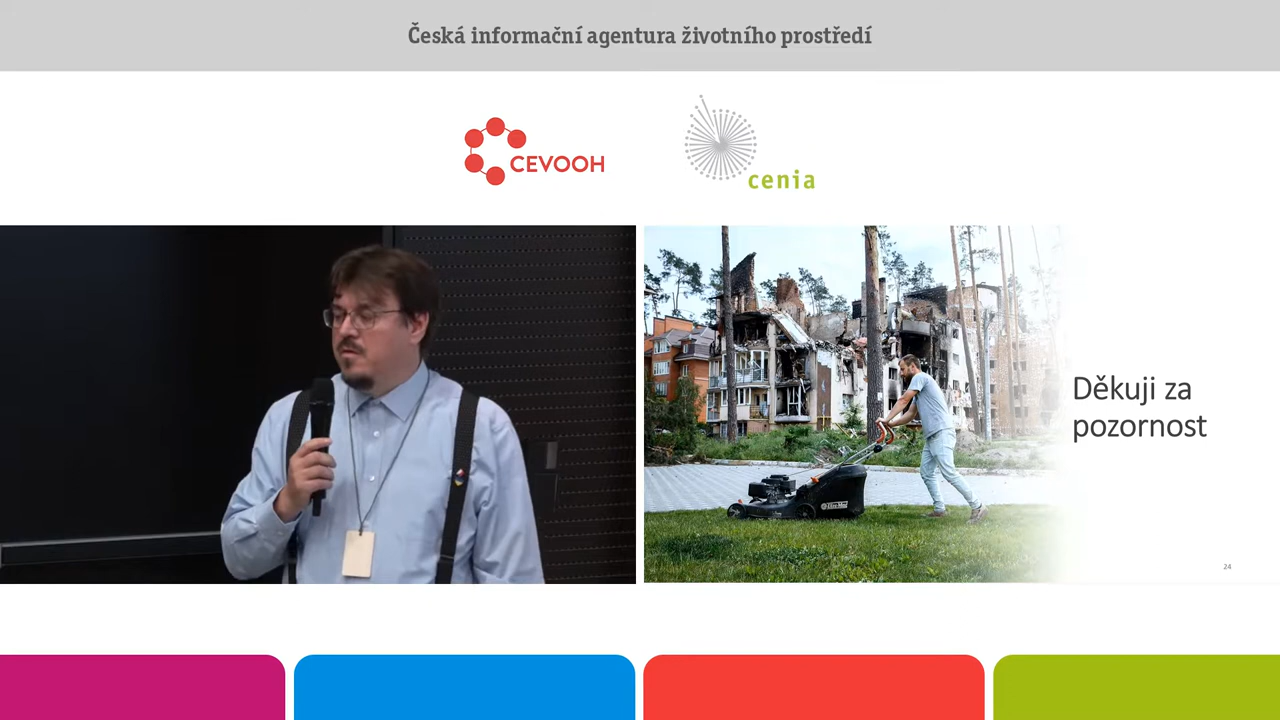 Česká informační agentura životního prostředí
CEVOOH
cenia
Děkuji za
pozornost
24